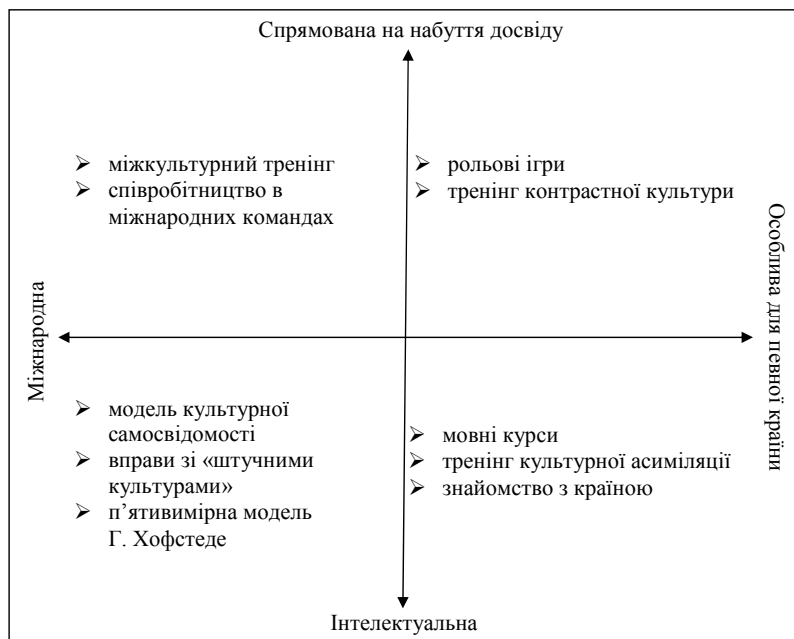 Спрямована на набуття досвіду
➢ міжкультурний тренінг
➢ співробітництво в
міжнародних командах
➢ рольові ігри
➢ тренінг контрастної культури
Міжнародна
Особлива для певної країни
➢ модель культурної
самосвідомості
➢ вправи зі «штучними
культурами»
➢ п’ятивимірна модель
Г. Хофстеде
➢ мовні курси
➢ тренінг культурної асиміляції
➢ знайомство з країною
Інтелектуальна